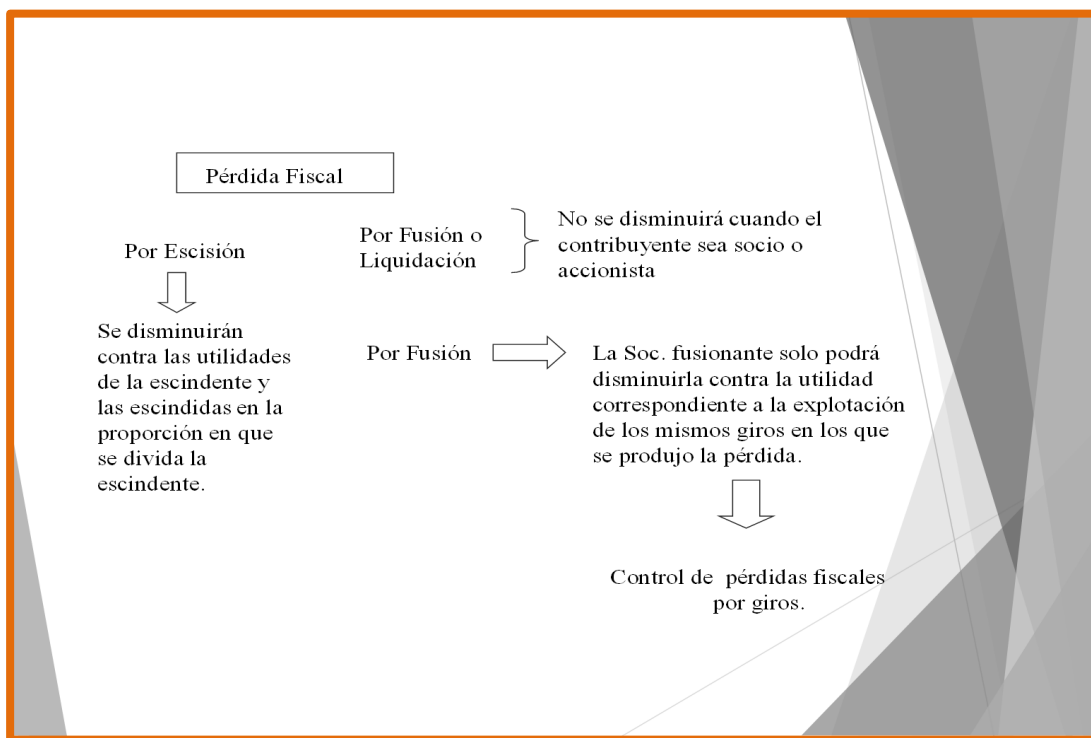 Pérdida Fiscal
Por Escisión
Se disminuirán
contra las utilidades
de la escindente y
las escindidas en la
proporción en que
se divida la
escindente.
Por Fusión o
Liquidación
No se disminuirá cuando el
contribuyente sea socio o
accionista
Por Fusión
La Soc. fusionante solo podrá
disminuirla contra la utilidad
correspondiente a la explotación
de los mismos giros en los que
se produjo la pérdida.
Control de pérdidas fiscales
por giros.